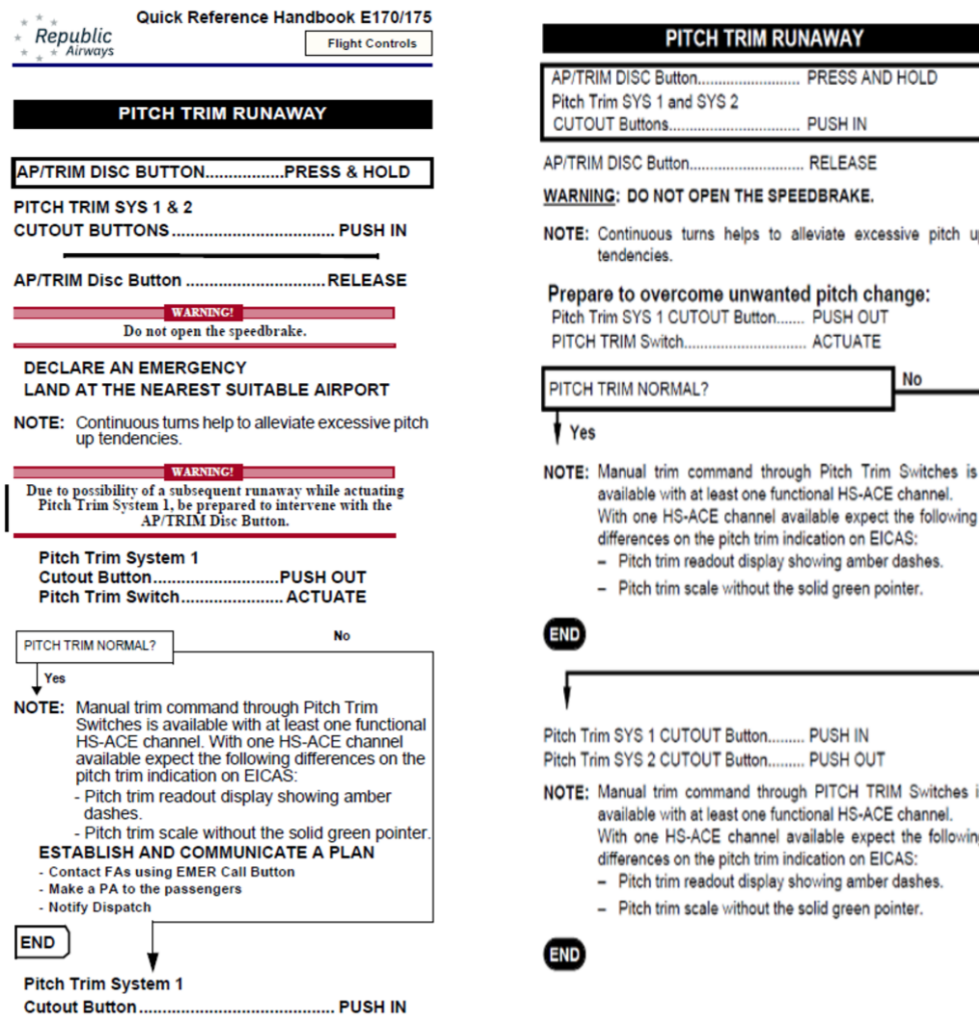 Quick Reference Handbook E170/175
Republic
Airways
Flight Controls
PITCH TRIM RUNAWAY
AP/TRIM DISC BUTTON................PRESS & HOLD
PITCH TRIM SYS 1 & 2
CUTOUT BUTTONS.................................. PUSH IN
AP/TRIM Disc Button .............................RELEASE
WARNING!
Do not open the speedbrake.
DECLARE AN EMERGENCY
LAND AT THE NEAREST SUITABLE AIRPORT
NOTE: Continuous turns help to alleviate excessive pitch
up tendencies.
WARNING!
Due to possibility of a subsequent runaway while actuating
Pitch Trim System 1, be prepared to intervene with the
AP/TRIM Disc Button.
Pitch Trim System 1
Cutout Button..........................PUSH OUT
Pitch Trim Switch..................... ACTUATE
PITCH TRIM NORMAL?
No
Yes
NOTE: Manual trim command through Pitch Trim
Switches is available with at least one functional
HS-ACE channel. With one HS-ACE channel
available expect the following differences on the
pitch trim indication on EICAS:
- Pitch trim readout display showing amber
dashes.
- Pitch trim scale without the solid green pointer.
ESTABLISH AND COMMUNICATE A PLAN
- Contact FAs using EMER Call Button
- Make a PA to the passengers
- Notify Dispatch
END
Pitch Trim System 1
Cutout Button......................................... PUSH IN
PITCH TRIM RUNAWAY
AP/TRIM DISC Button.......................... PRESS AND HOLD
Pitch Trim SYS 1 and SYS 2
CUTOUT Buttons................................. PUSH IN
AP/TRIM DISC Button............................. RELEASE
WARNING: DO NOT OPEN THE SPEEDBRAKE.
NOTE: Continuous turns helps to alleviate excessive pitch
tendencies.
Prepare to overcome unwanted pitch change:
Pitch Trim SYS 1 CUTOUT Button....... PUSH OUT
PITCH TRIM Switch............................... ACTUATE
PITCH TRIM NORMAL?
No
Yes
NOTE: Manual trim command through Pitch Trim Switches is
available with at least one functional HS-ACE channel.
With one HS-ACE channel available expect the following
differences on the pitch trim indication on EICAS:
– Pitch trim readout display showing amber dashes.
– Pitch trim scale without the solid green pointer.
END
Pitch Trim SYS 1 CUTOUT Button......... PUSH IN
Pitch Trim SYS 2 CUTOUT Button......... PUSH OUT
NOTE: Manual trim command through PITCH TRIM Switches
available with at least one functional HS-ACE channel.
With one HS-ACE channel available expect the following
differences on the pitch trim indication on EICAS:
– Pitch trim readout display showing amber dashes.
– Pitch trim scale without the solid green pointer.
END